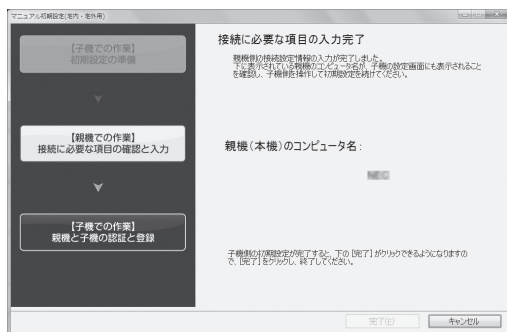 マニュアル初期設定(宅内・宅外用)
【子機での作業】
初期設定の準備
【親機での作業】
接続に必要な項目の確認と入力
【子機での作業】
親機と子機の認証と登録
接続に必要な項目の入力完了
親機側の接続設定情報の入力が完了しました。
下に表示されている親機のコンピュータ名が、子機の設定画面にも表示されること
を確認し、子機側を操作して初期設定を続けてください。
親機(本機)のコンピュータ名:
NEC
子機側の初期設定が完了すると、下の [完了] がクリックできるようになりますの
で、[完了] をクリックし、終了してください。
完了(F)
キャンセル